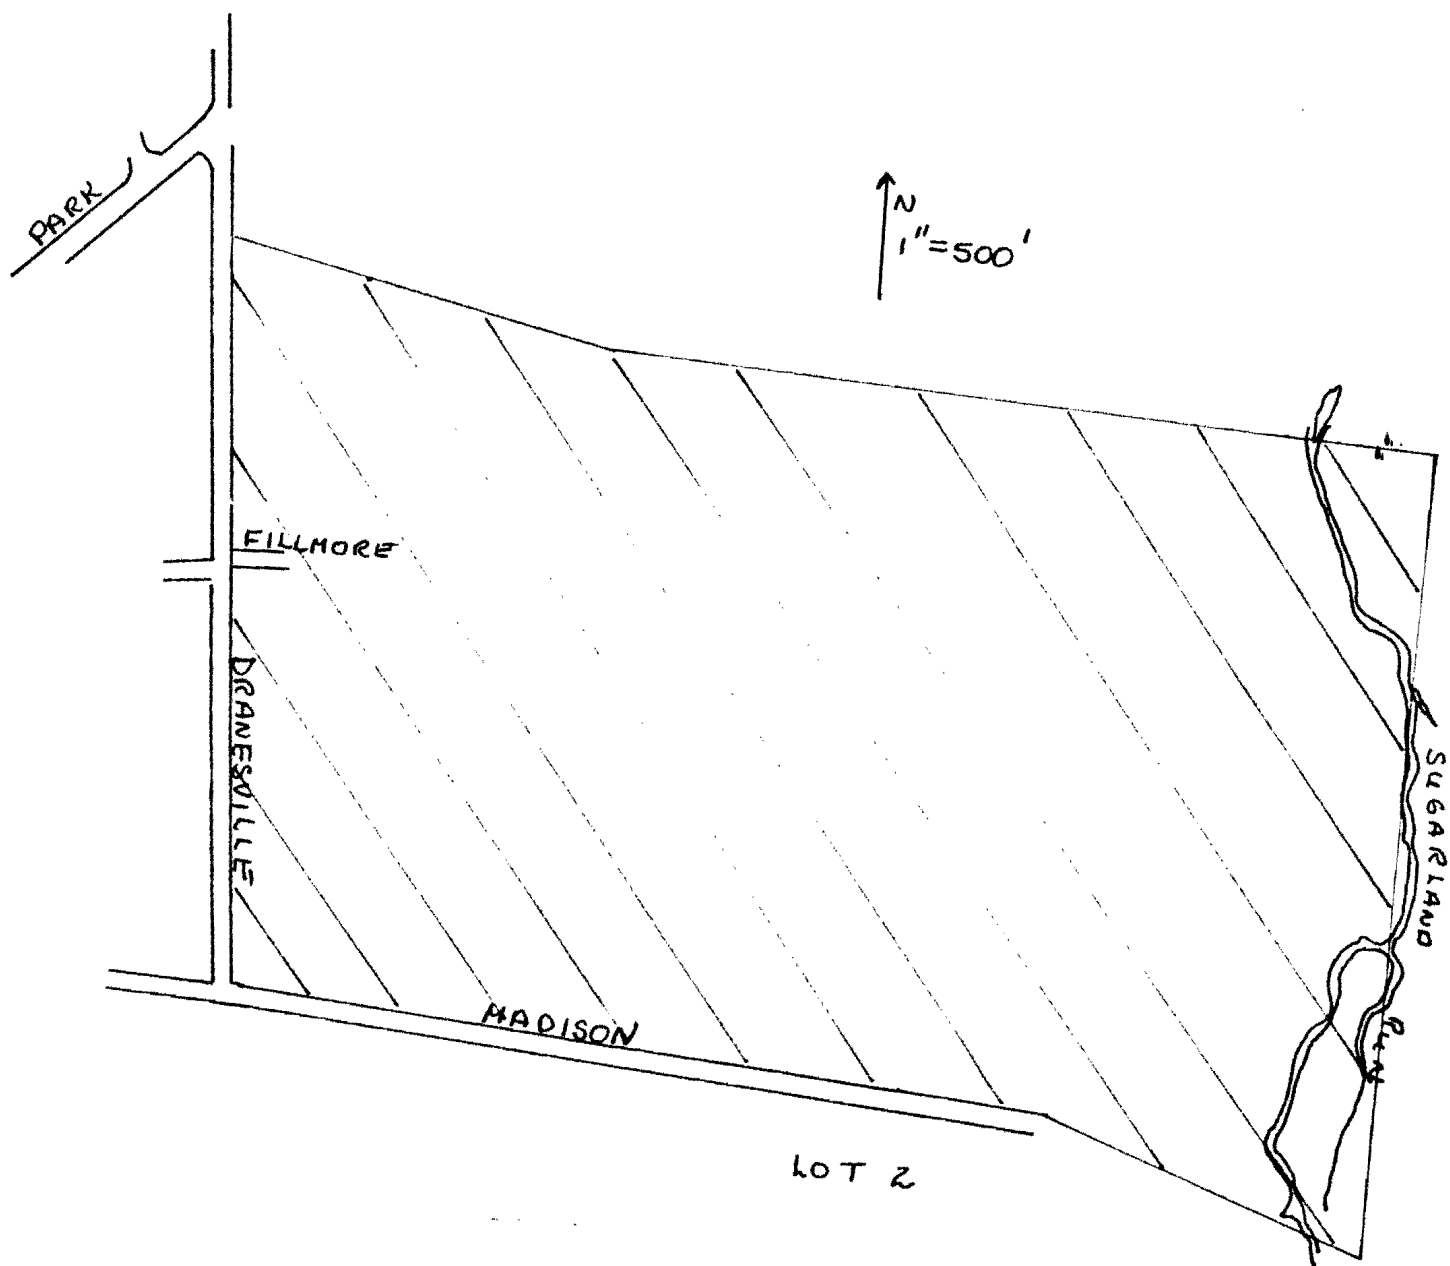 PARK
N
1"=500'
FILLMORE
DRANESVILLE
SUGARLAND
RUN
MADISON
LOT 2